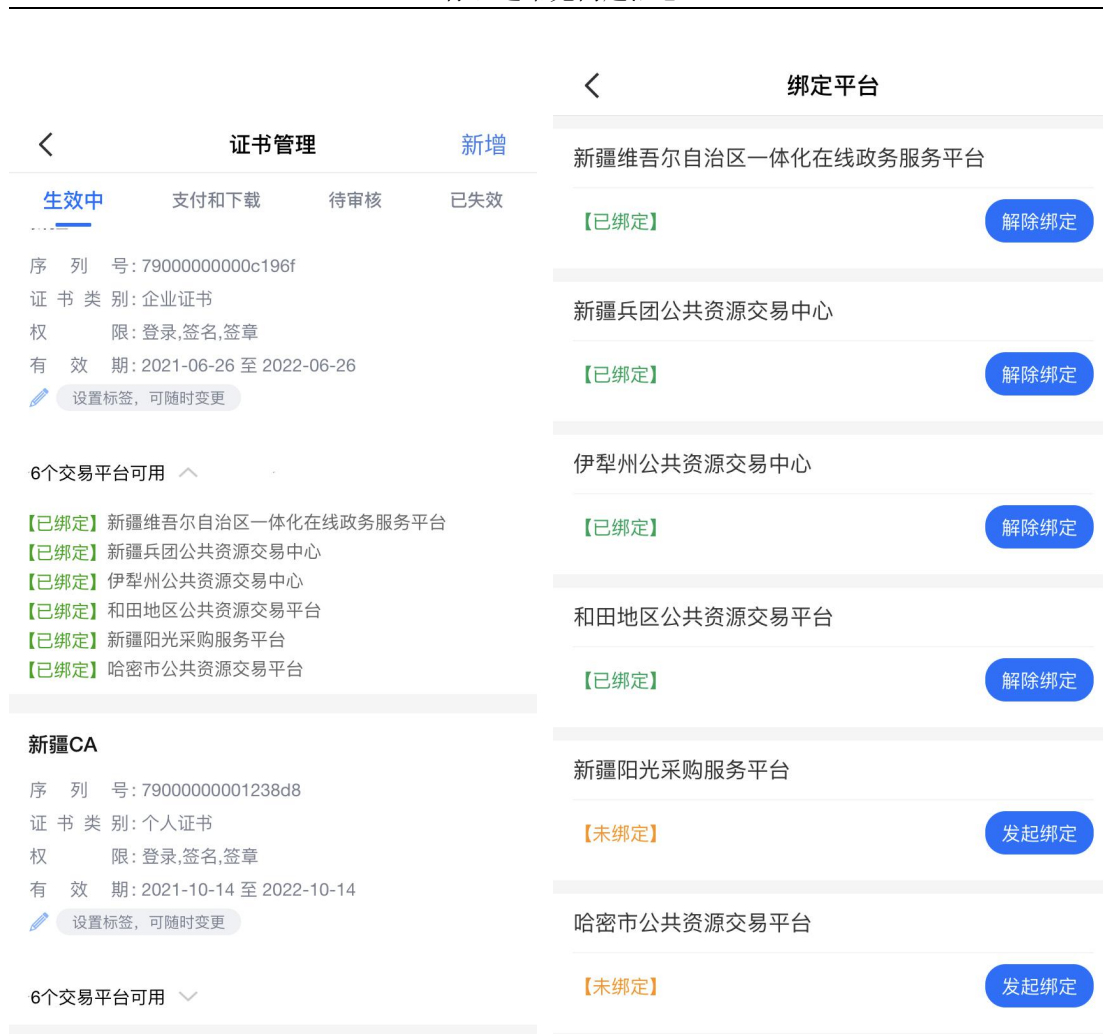 证书管理
新增
生效中
支付和下载
待审核
已失效
序 列 号: 79000000000c196f
证 书 类 别: 企业证书
权 限: 登录,签名,签章
有 效 期: 2021-06-26 至 2022-06-26
设置标签，可随时变更
6个交易平台可用
【已绑定】新疆维吾尔自治区一体化在线政务服务平台
【已绑定】新疆兵团公共资源交易中心
【已绑定】伊犁州公共资源交易中心
【已绑定】和田地区公共资源交易平台
【已绑定】新疆阳光采购服务平台
【已绑定】哈密市公共资源交易平台
新疆CA
序 列 号: 79000000001238d8
证 书 类 别: 个人证书
权 限: 登录,签名,签章
有 效 期: 2021-10-14 至 2022-10-14
设置标签，可随时变更
6个交易平台可用
绑定平台
新疆维吾尔自治区一体化在线政务服务平台
【已绑定】
解除绑定
新疆兵团公共资源交易中心
【已绑定】
解除绑定
伊犁州公共资源交易中心
【已绑定】
解除绑定
和田地区公共资源交易平台
【已绑定】
解除绑定
新疆阳光采购服务平台
【未绑定】
发起绑定
哈密市公共资源交易平台
【未绑定】
发起绑定